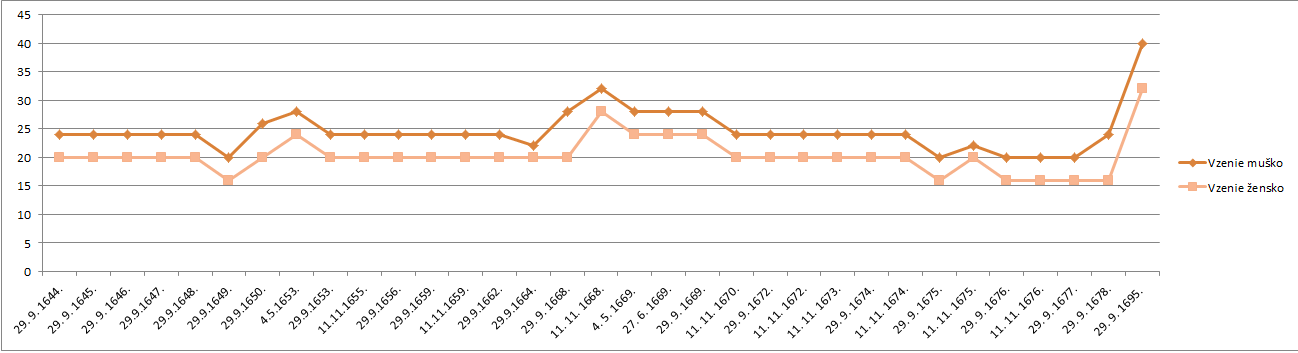 45
40
35
30
25
20
15
10
5
0
Vzenie muško
Vzenie žensko
29. 9. 1644.
29. 9. 1645.
29. 9. 1646.
29. 9. 1647.
29.9.1648.
29.9.1649.
29.9.1650.
4.5.1653.
29.9.1653.
11.11.1655.
29.9.1656.
29.9.1659.
11.11.1659.
29.9.1662.
29.9.1664.
29. 9. 1668.
11. 11. 1668.
4. 5. 1669.
27. 6. 1669.
29. 9. 1669.
11. 11. 1670.
29. 9. 1672.
11. 11. 1672.
11. 11. 1673.
29. 9. 1674.
11. 11. 1674.
29. 9. 1675.
11. 11. 1675.
29. 9. 1676.
11. 11. 1676.
29. 9. 1677.
29. 9. 1678.
29. 9. 1695.